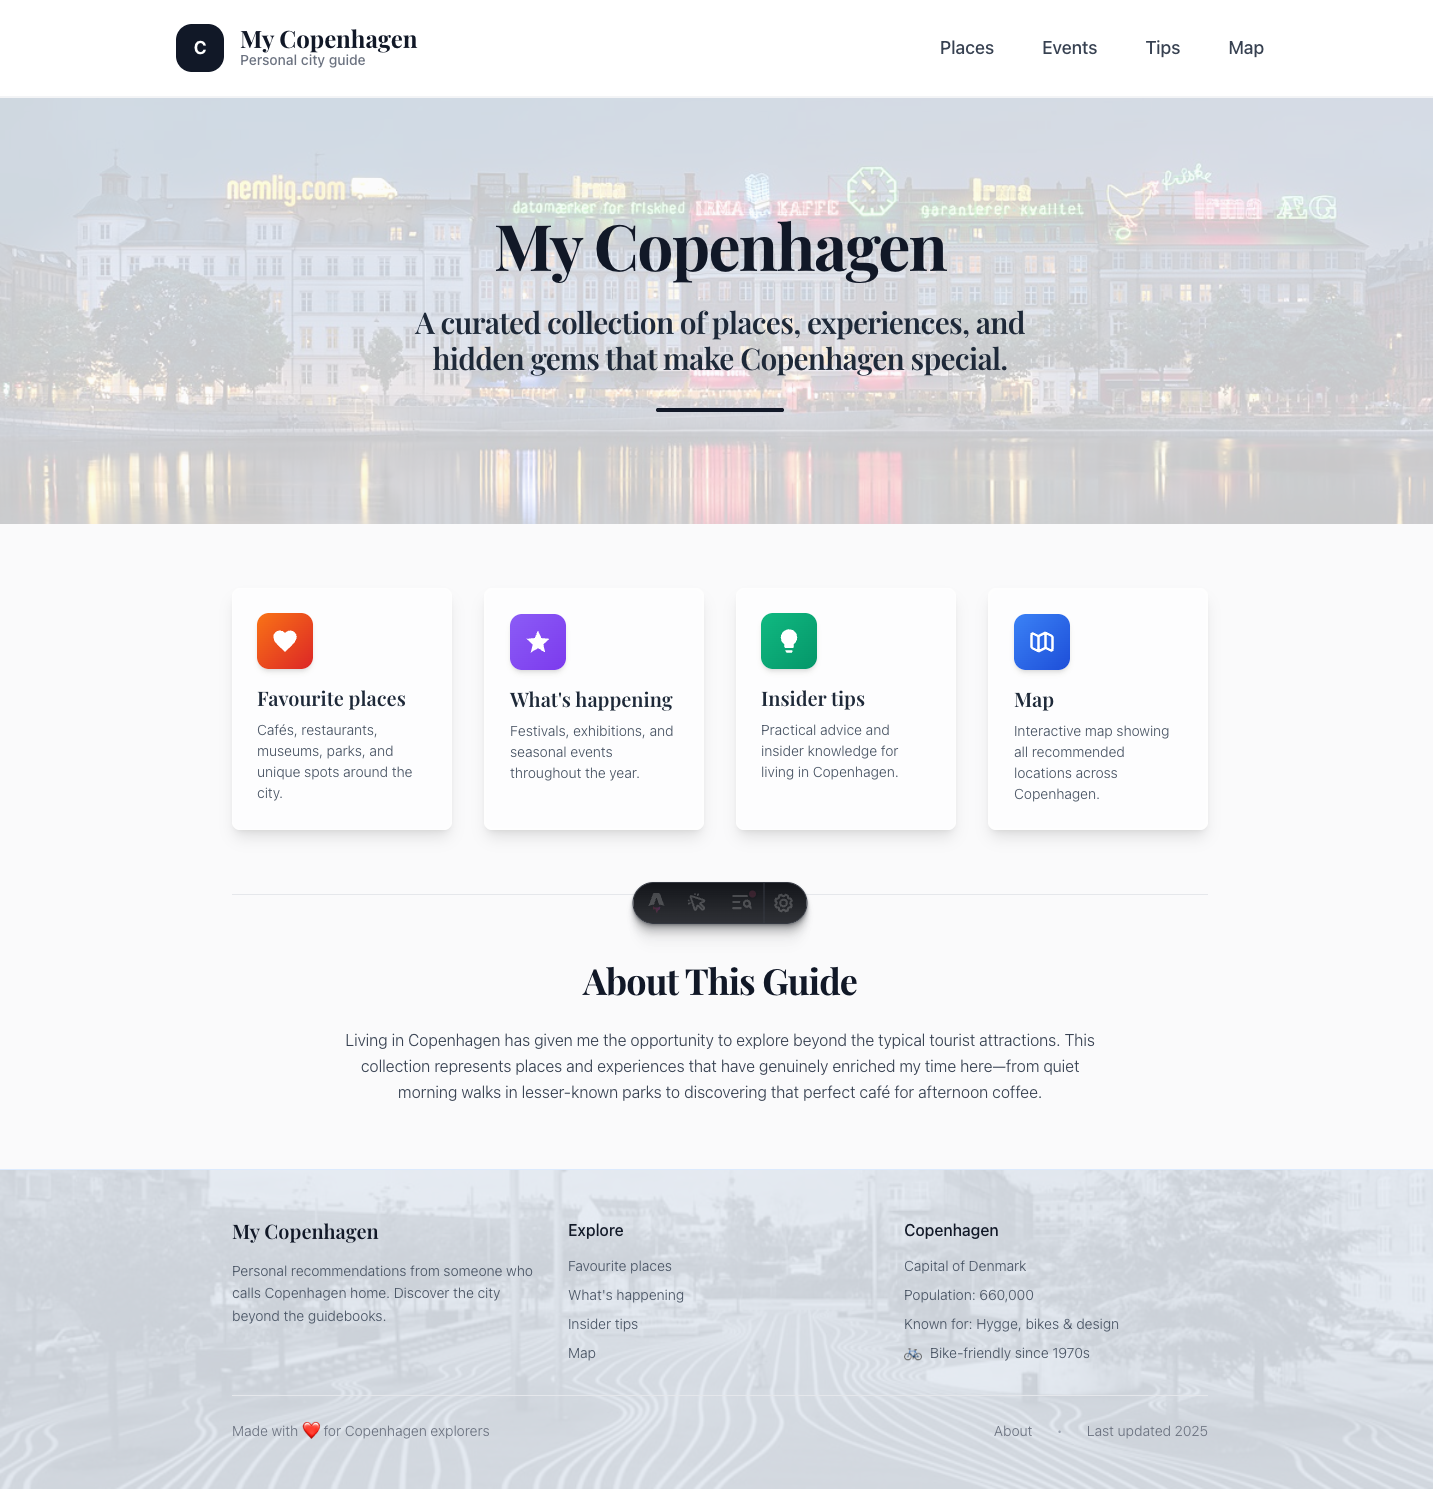 C
My Copenhagen
Personal city guide
Places
Events
Tips
Map
nemlig.com
Irma
datomærker for friskhed
IRMA KAFFE
Irma
garanterer kvalitet
friske
Irma ÆG
My Copenhagen
A curated collection of places, experiences, and
hidden gems that make Copenhagen special.
Favourite places
Cafés, restaurants,
museums, parks, and
unique spots around the
city.
What's happening
Festivals, exhibitions, and
seasonal events
throughout the year.
Insider tips
Practical advice and
insider knowledge for
living in Copenhagen.
Map
Interactive map showing
all recommended
locations across
Copenhagen.
About This Guide
Living in Copenhagen has given me the opportunity to explore beyond the typical tourist attractions. This
collection represents places and experiences that have genuinely enriched my time here—from quiet
morning walks in lesser-known parks to discovering that perfect café for afternoon coffee.
My Copenhagen
Personal recommendations from someone who
calls Copenhagen home. Discover the city
beyond the guidebooks.
Explore
Favourite places
What's happening
Insider tips
Map
Copenhagen
Capital of Denmark
Population: 660,000
Known for: Hygge, bikes & design
🚲 Bike-friendly since 1970s
Made with ❤️ for Copenhagen explorers
About · Last updated 2025